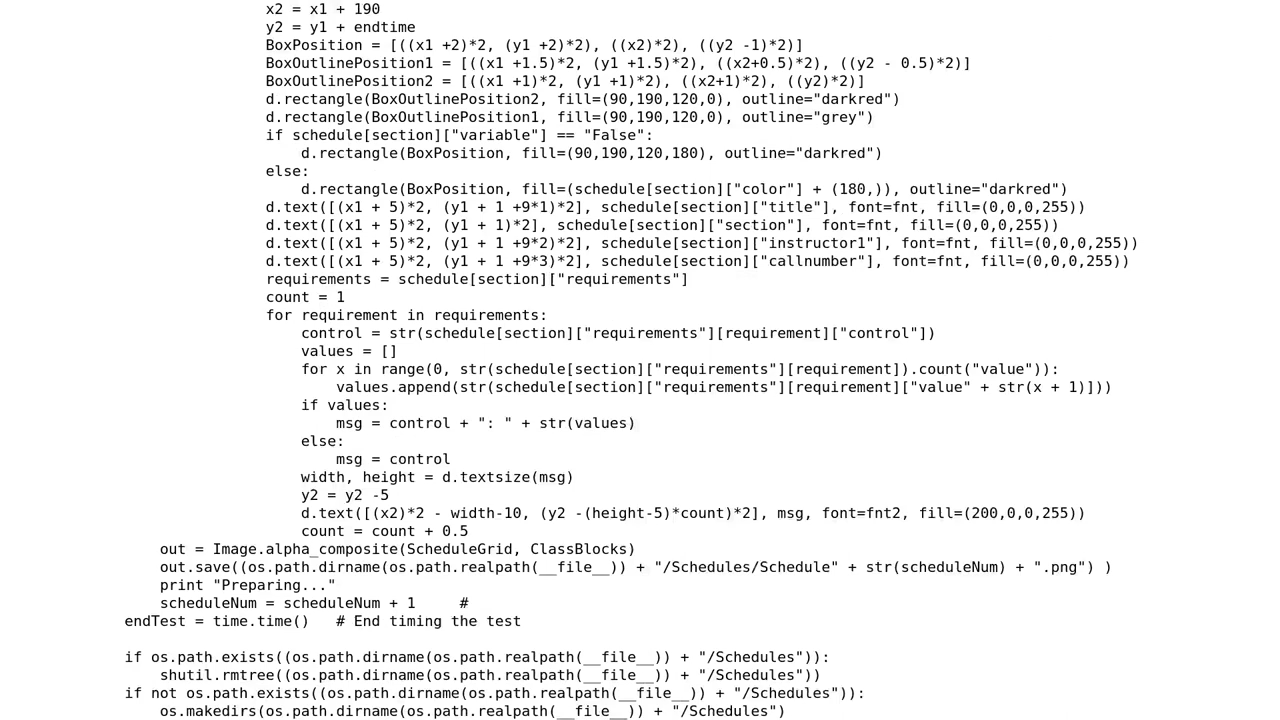 x2 = x1 + 190
y2 = y1 + endtime
BoxPosition = [((x1 +2)*2, (y1 +2)*2), ((x2)*2), ((y2 -1)*2)]
BoxOutlinePosition1 = [((x1 +1.5)*2, (y1 +1.5)*2), ((x2+0.5)*2), ((y2 - 0.5)*2)]
BoxOutlinePosition2 = [((x1 +1)*2, (y1 +1)*2), ((x2+1)*2), ((y2)*2)]
d.rectangle(BoxOutlinePosition2, fill=(90,190,120,0), outline="darkred")
d.rectangle(BoxOutlinePosition1, fill=(90,190,120,0), outline="grey")
if schedule[section]["variable"] == "False":
d.rectangle(BoxPosition, fill=(90,190,120,180), outline="darkred")
else:
d.rectangle(BoxPosition, fill=(schedule[section]["color"] + (180,)), outline="darkred")
d.text([(x1 + 5)*2, (y1 + 1 +9*1)*2], schedule[section]["title"], font=fnt, fill=(0,0,0,255))
d.text([(x1 + 5)*2, (y1 + 1)*2], schedule[section]["section"], font=fnt, fill=(0,0,0,255))
d.text([(x1 + 5)*2, (y1 + 1 +9*2)*2], schedule[section]["instructor1"], font=fnt, fill=(0,0,0,255))
d.text([(x1 + 5)*2, (y1 + 1 +9*3)*2], schedule[section]["callnumber"], font=fnt, fill=(0,0,0,255))
requirements = schedule[section]["requirements"]
count = 1
for requirement in requirements:
control = str(schedule[section]["requirements"][requirement]["control"])
values = []
for x in range(0, str(schedule[section]["requirements"][requirement]).count("value")):
values.append(str(schedule[section]["requirements"][requirement]["value" + str(x + 1)]))
if values:
msg = control + ": " + str(values)
else:
msg = control
width, height = d.textsize(msg)
y2 = y2 -5
d.text([(x2)*2 - width-10, (y2 -(height-5)*count)*2], msg, font=fnt2, fill=(200,0,0,255))
count = count + 0.5
out = Image.alpha_composite(ScheduleGrid, ClassBlocks)
out.save((os.path.dirname(os.path.realpath(__file__)) + "/Schedules/Schedule" + str(scheduleNum) + ".png") )
print "Preparing..."
scheduleNum = scheduleNum + 1     #
endTest = time.time()   # End timing the test
if os.path.exists((os.path.dirname(os.path.realpath(__file__)) + "/Schedules")):
shutil.rmtree((os.path.dirname(os.path.realpath(__file__)) + "/Schedules"))
if not os.path.exists((os.path.dirname(os.path.realpath(__file__)) + "/Schedules")):
os.makedirs(os.path.dirname(os.path.realpath(__file__)) + "/Schedules")